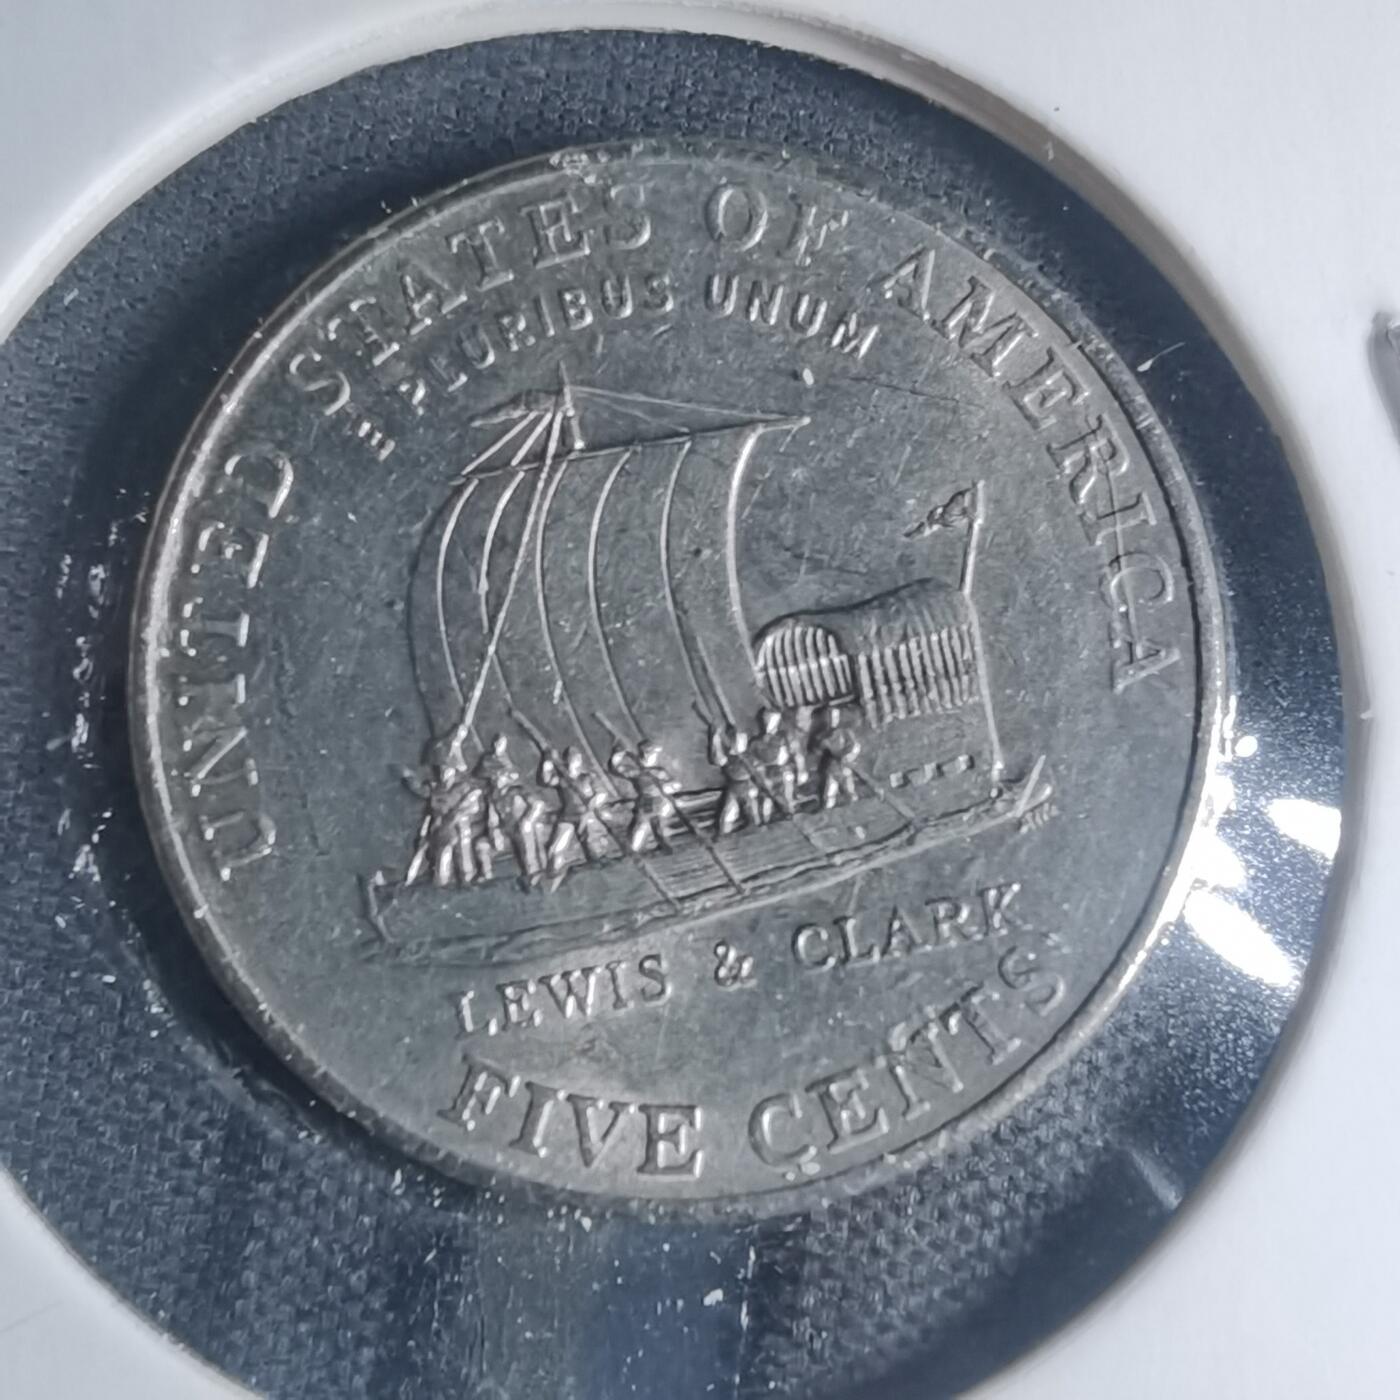 UNITED STATES OF AMERICA
E PLURIBUS UNUM
LEWIS & CLARK
FIVE CENTS